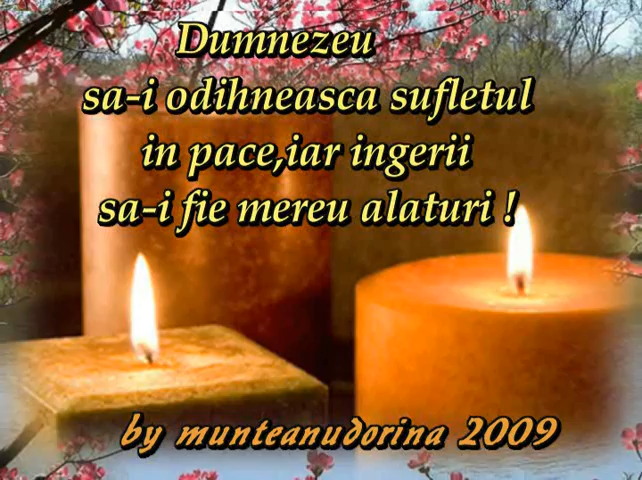 Dumnezeu
sa-i odihneasca sufletul
in pace,iar ingerii
sa-i fie mereu alaturi !
by munteanudorina 2009